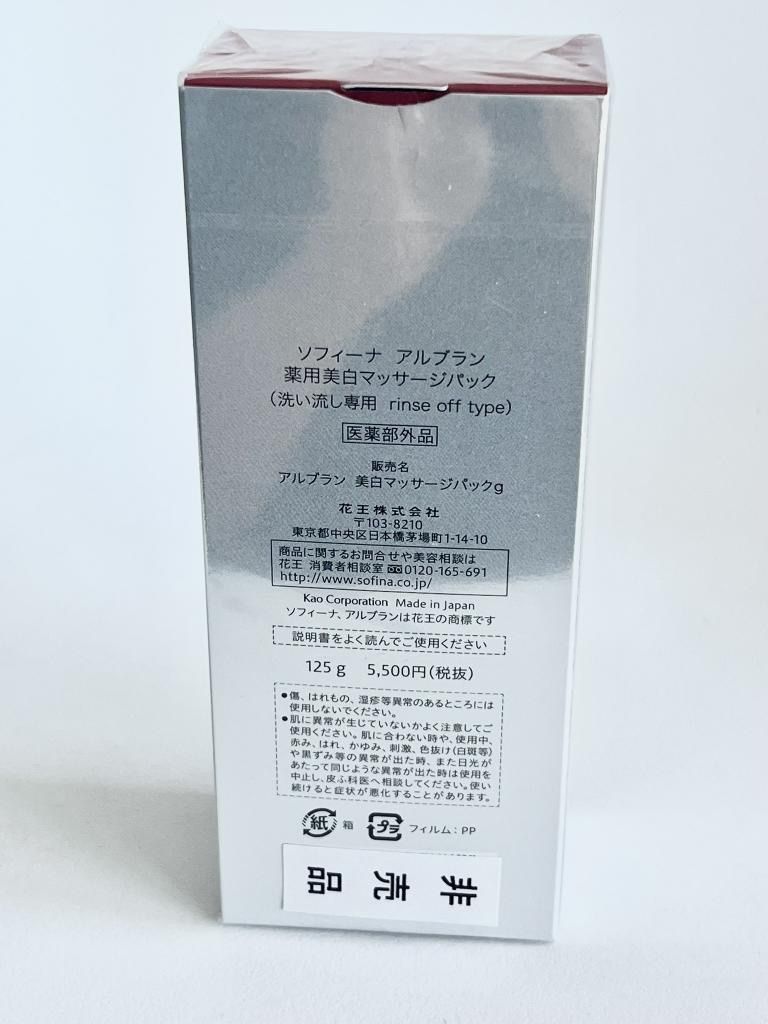 ソフィーナ アルブラン
薬用美白マッサージパック
(洗い流し専用 rinse off type)
医薬部外品
販売名
アルブラン 美白マッサージパックg
花王株式会社
〒103-8210
東京都中央区日本橋茅場町1-14-10
商品に関するお問合せや美容相談は
花王 消費者相談室 0120-165-691
http://www.sofina.co.jp/
Kao Corporation Made in Japan
ソフィーナ、アルブランは花王の商標です
説明書をよく読んでご使用ください
125g 5,500円(税抜)
●傷、はれもの、湿疹等異常のあるところには
使用しないでください。
●肌に異常が生じていないかよく注意してご
使用ください。肌に合わない時や、使用中、
赤み、はれ、かゆみ、刺激、色抜け(白斑等)
や黒ずみ等の異常が出た時、また日光が
あたって同じような異常が出た時は使用を
中止し、皮ふ科医へ相談してください。使い
続けると症状が悪化することがあります。
紙 箱 プラ フィルム:PP
非売品